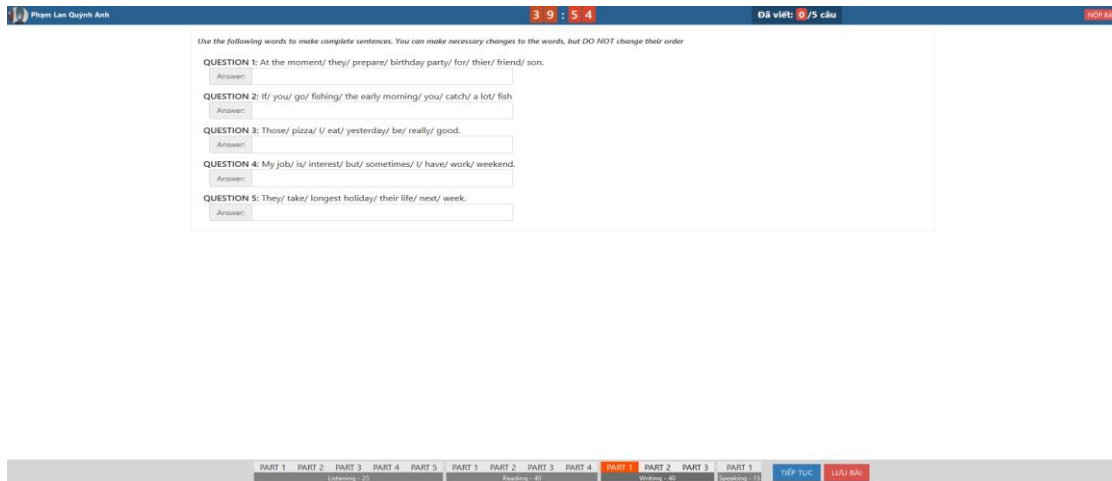 Phạm Lan Quỳnh Anh 39:54 Đã viết: 0/5 câu NỘP BÀI
Use the following words to make complete sentences. You can make necessary changes to the words, but DO NOT change their order
QUESTION 1: At the moment/ they/ prepare/ birthday party/ for/ thier/ friend/ son.
Answer:
QUESTION 2: If/ you/ go/ fishing/ the early morning/ you/ catch/ a lot/ fish
Answer:
QUESTION 3: Those/ pizza/ I/ eat/ yesterday/ be/ really/ good.
Answer:
QUESTION 4: My job/ is/ interest/ but/ sometimes/ I/ have/ work/ weekend.
Answer:
QUESTION 5: They/ take/ longest holiday/ their life/ next/ week.
Answer:
PART 1 PART 2 PART 3 PART 4 PART 5 PART 1 PART 2 PART 3 PART 4 PART 1 PART 2 PART 3 PART 1 TIẾP TỤC LƯU BÀI
Listening - 25 Reading - 40 Writing - 40 Speaking - 15